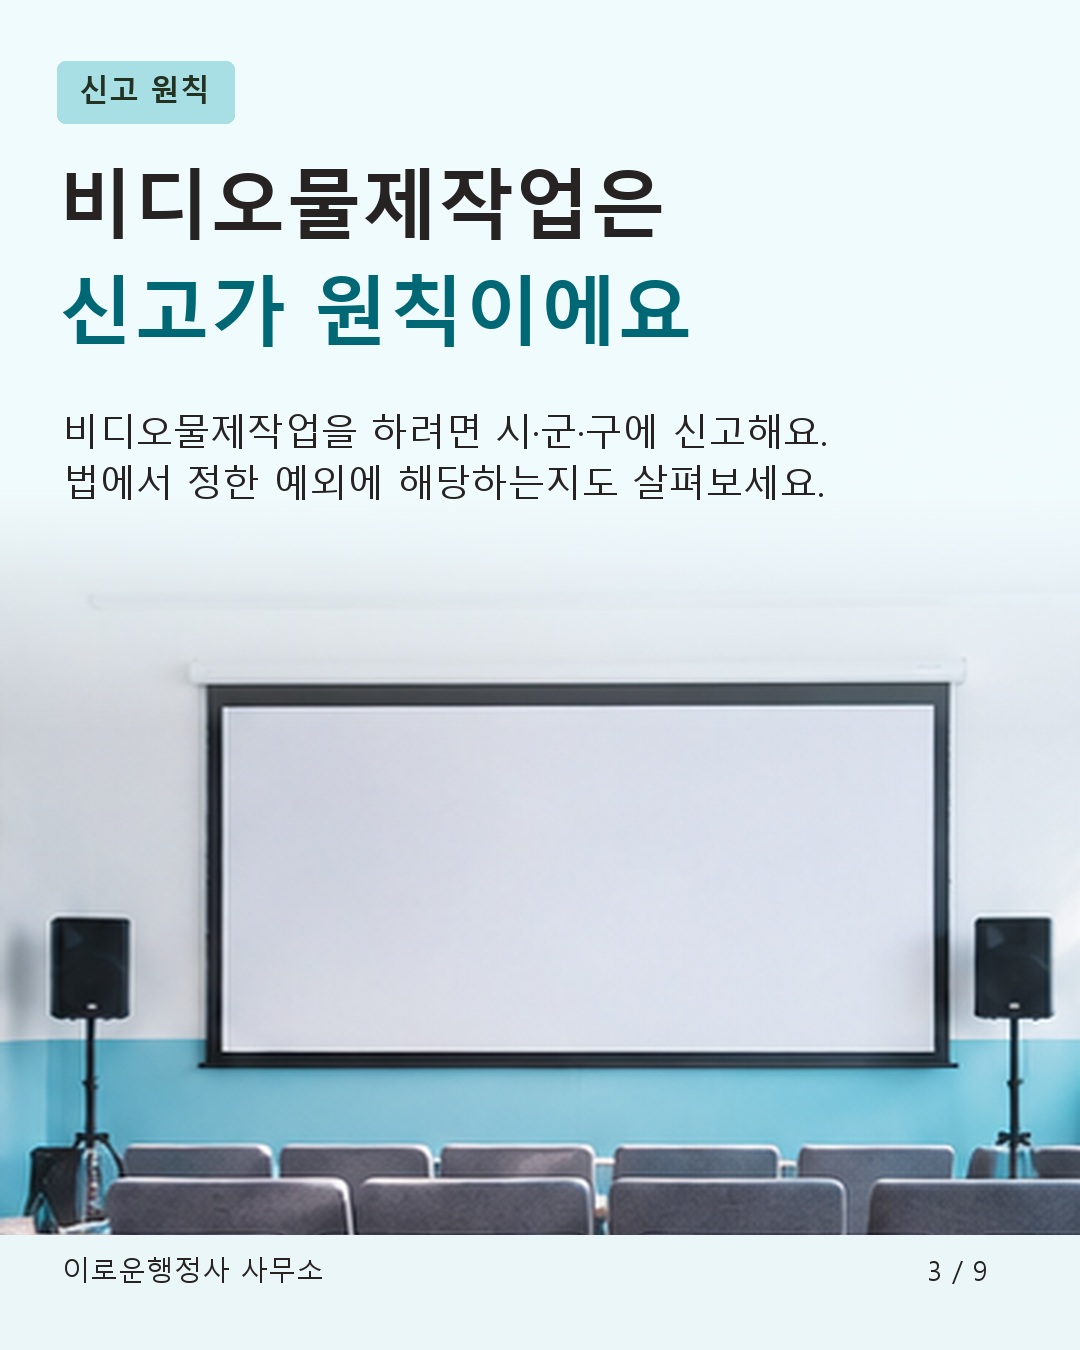 신고 원칙
비디오물제작업은
신고가 원칙이에요
비디오물제작업을 하려면 시·군·구에 신고해요.
법에서 정한 예외에 해당하는지도 살펴보세요.
이로운행정사 사무소
3 / 9